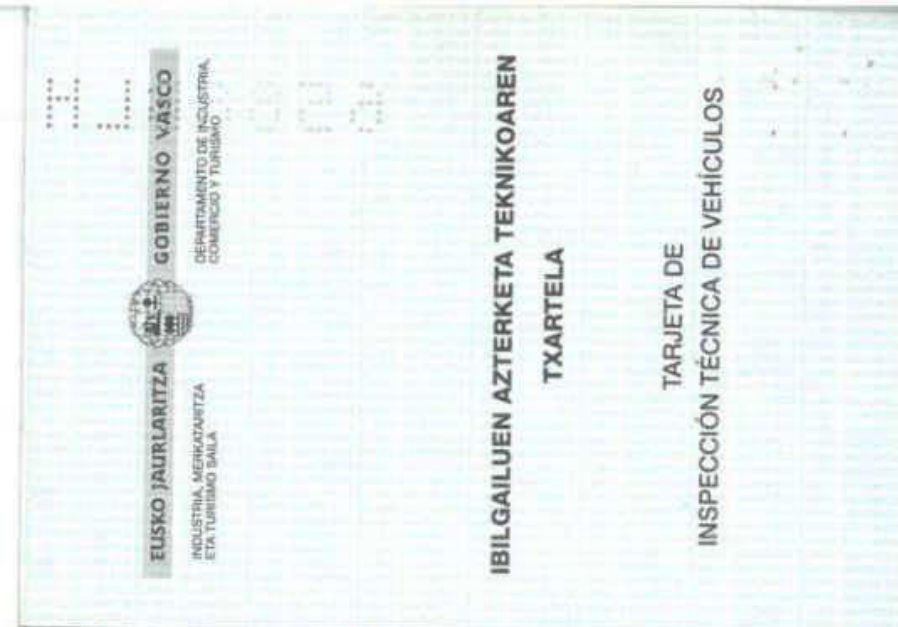 EUSKO JAURLARITZA GOBIERNO VASCO
INDUSTRIA, MERKATARITZA
ETA TURISMO SAILA
DEPARTAMENTO DE INDUSTRIA,
COMERCIO Y TURISMO
IBILGAILUEN AZTERKETA TEKNIKOAREN
TXARTELA
TARJETA DE
INSPECCIÓN TÉCNICA DE VEHÍCULOS